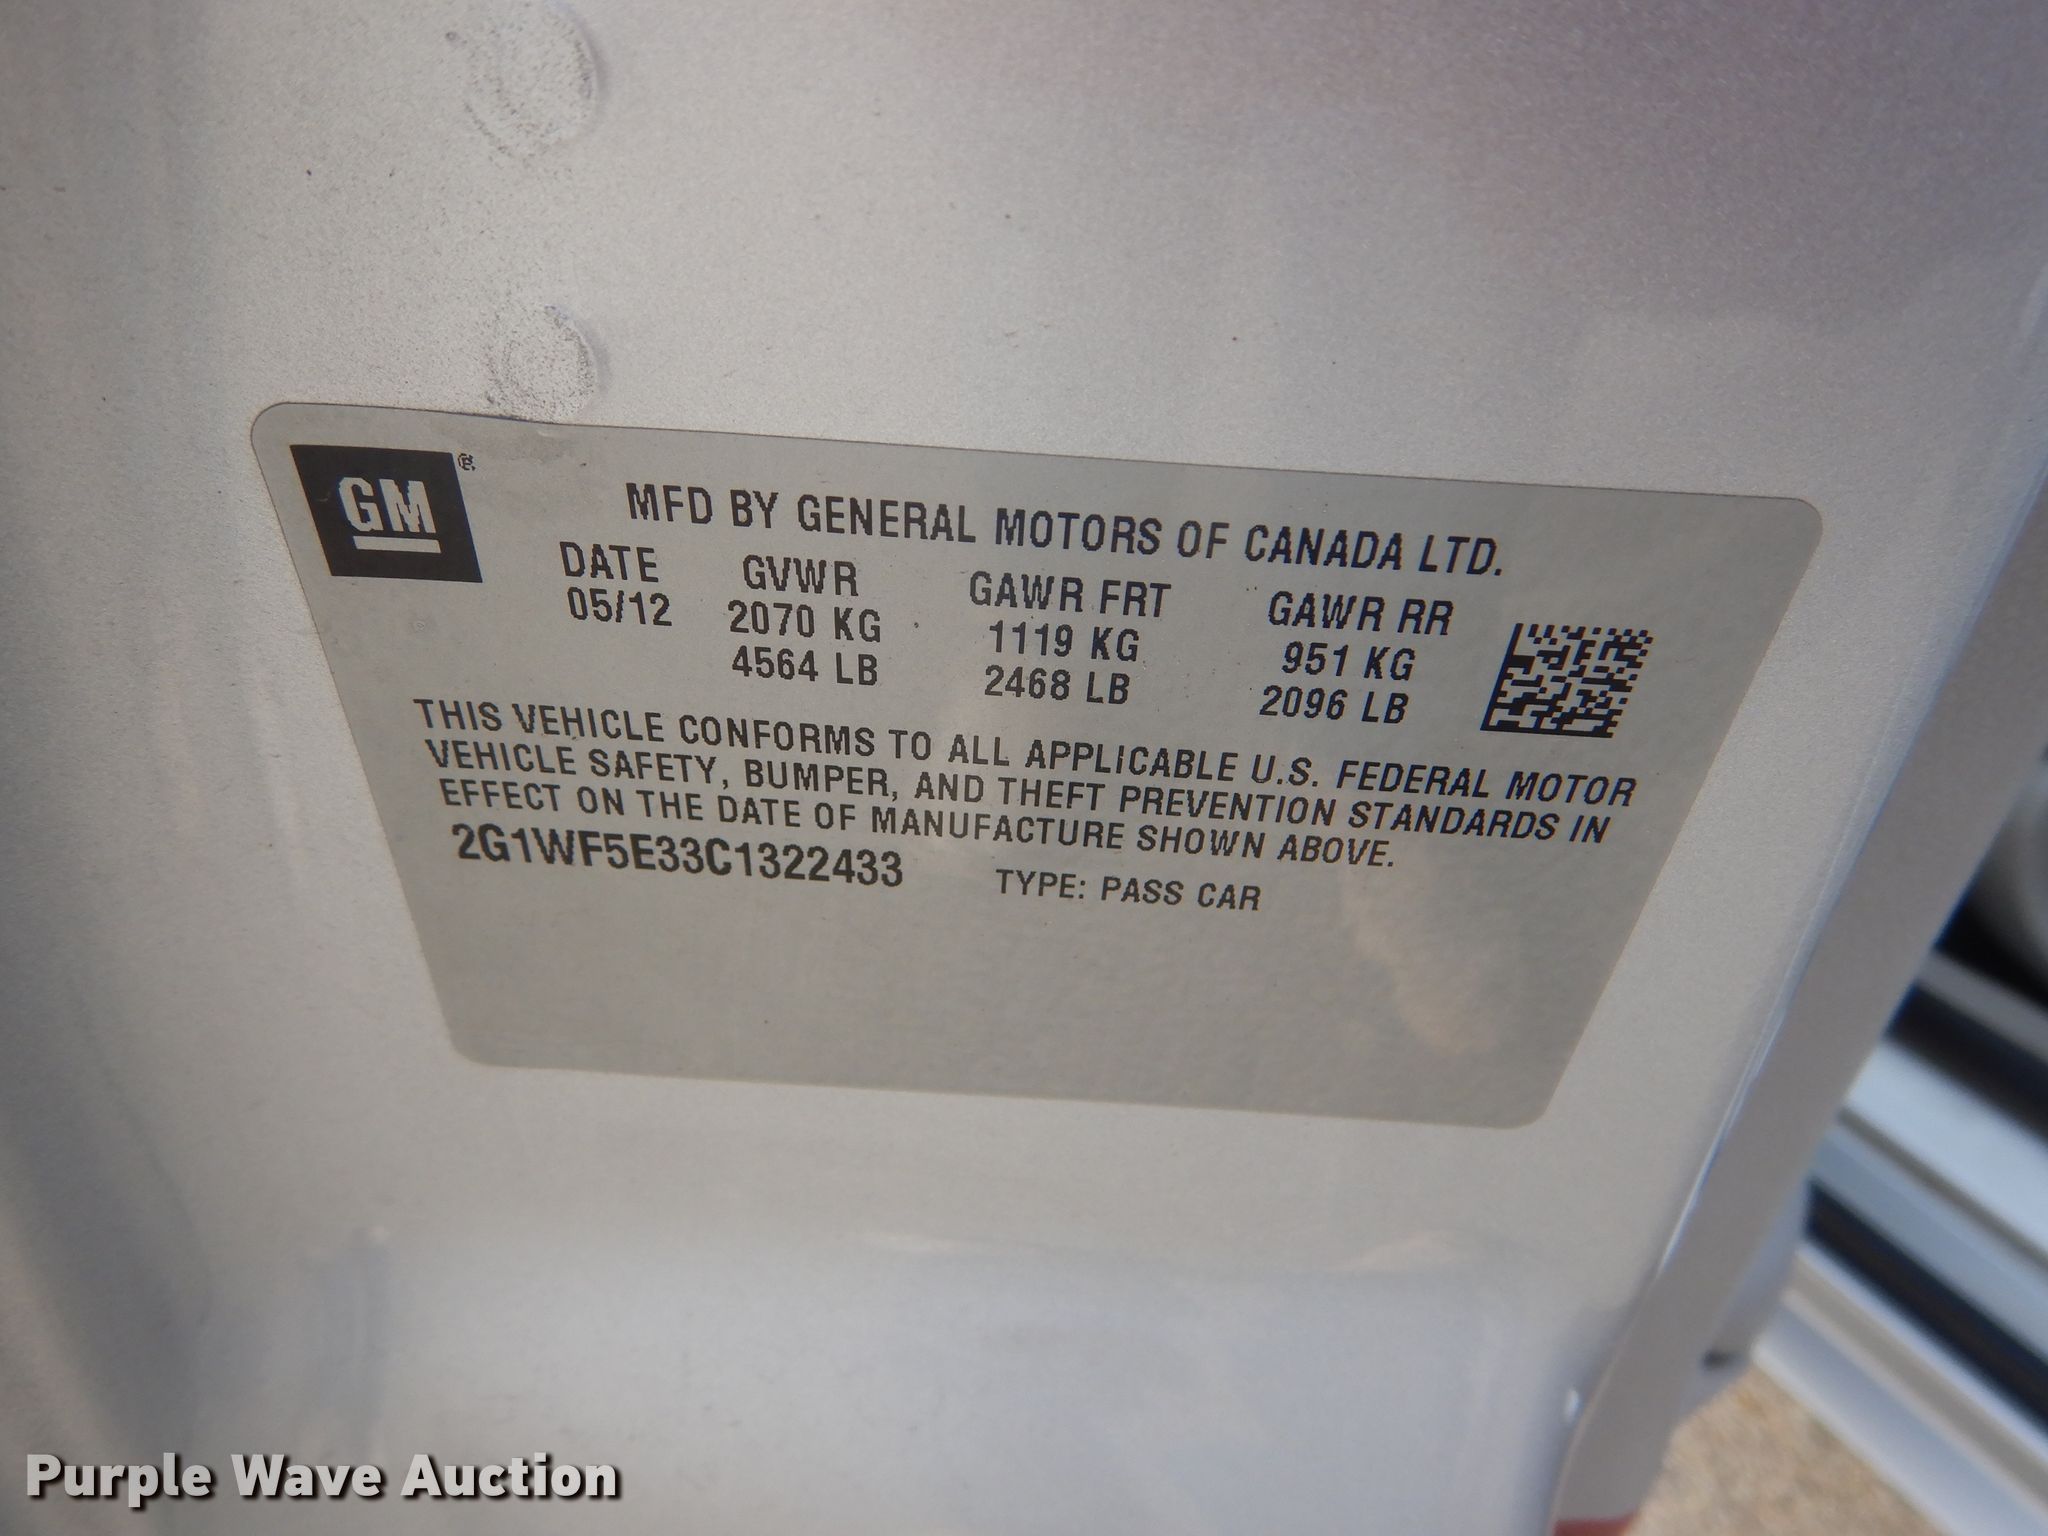 GM®
MFD BY GENERAL MOTORS OF CANADA LTD.
DATE GVWR GAWR FRT GAWR RR
05/12 2070 KG 1119 KG 951 KG
4564 LB 2468 LB 2096 LB
THIS VEHICLE CONFORMS TO ALL APPLICABLE U.S. FEDERAL MOTOR
VEHICLE SAFETY, BUMPER, AND THEFT PREVENTION STANDARDS IN
EFFECT ON THE DATE OF MANUFACTURE SHOWN ABOVE.
2G1WF5E33C1322433 TYPE: PASS CAR
Purple Wave Auction